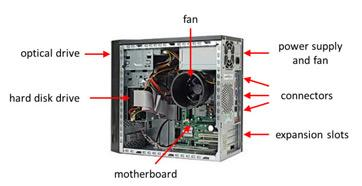 fan
optical drive
power supply
and fan
hard disk drive
connectors
expansion slots
motherboard